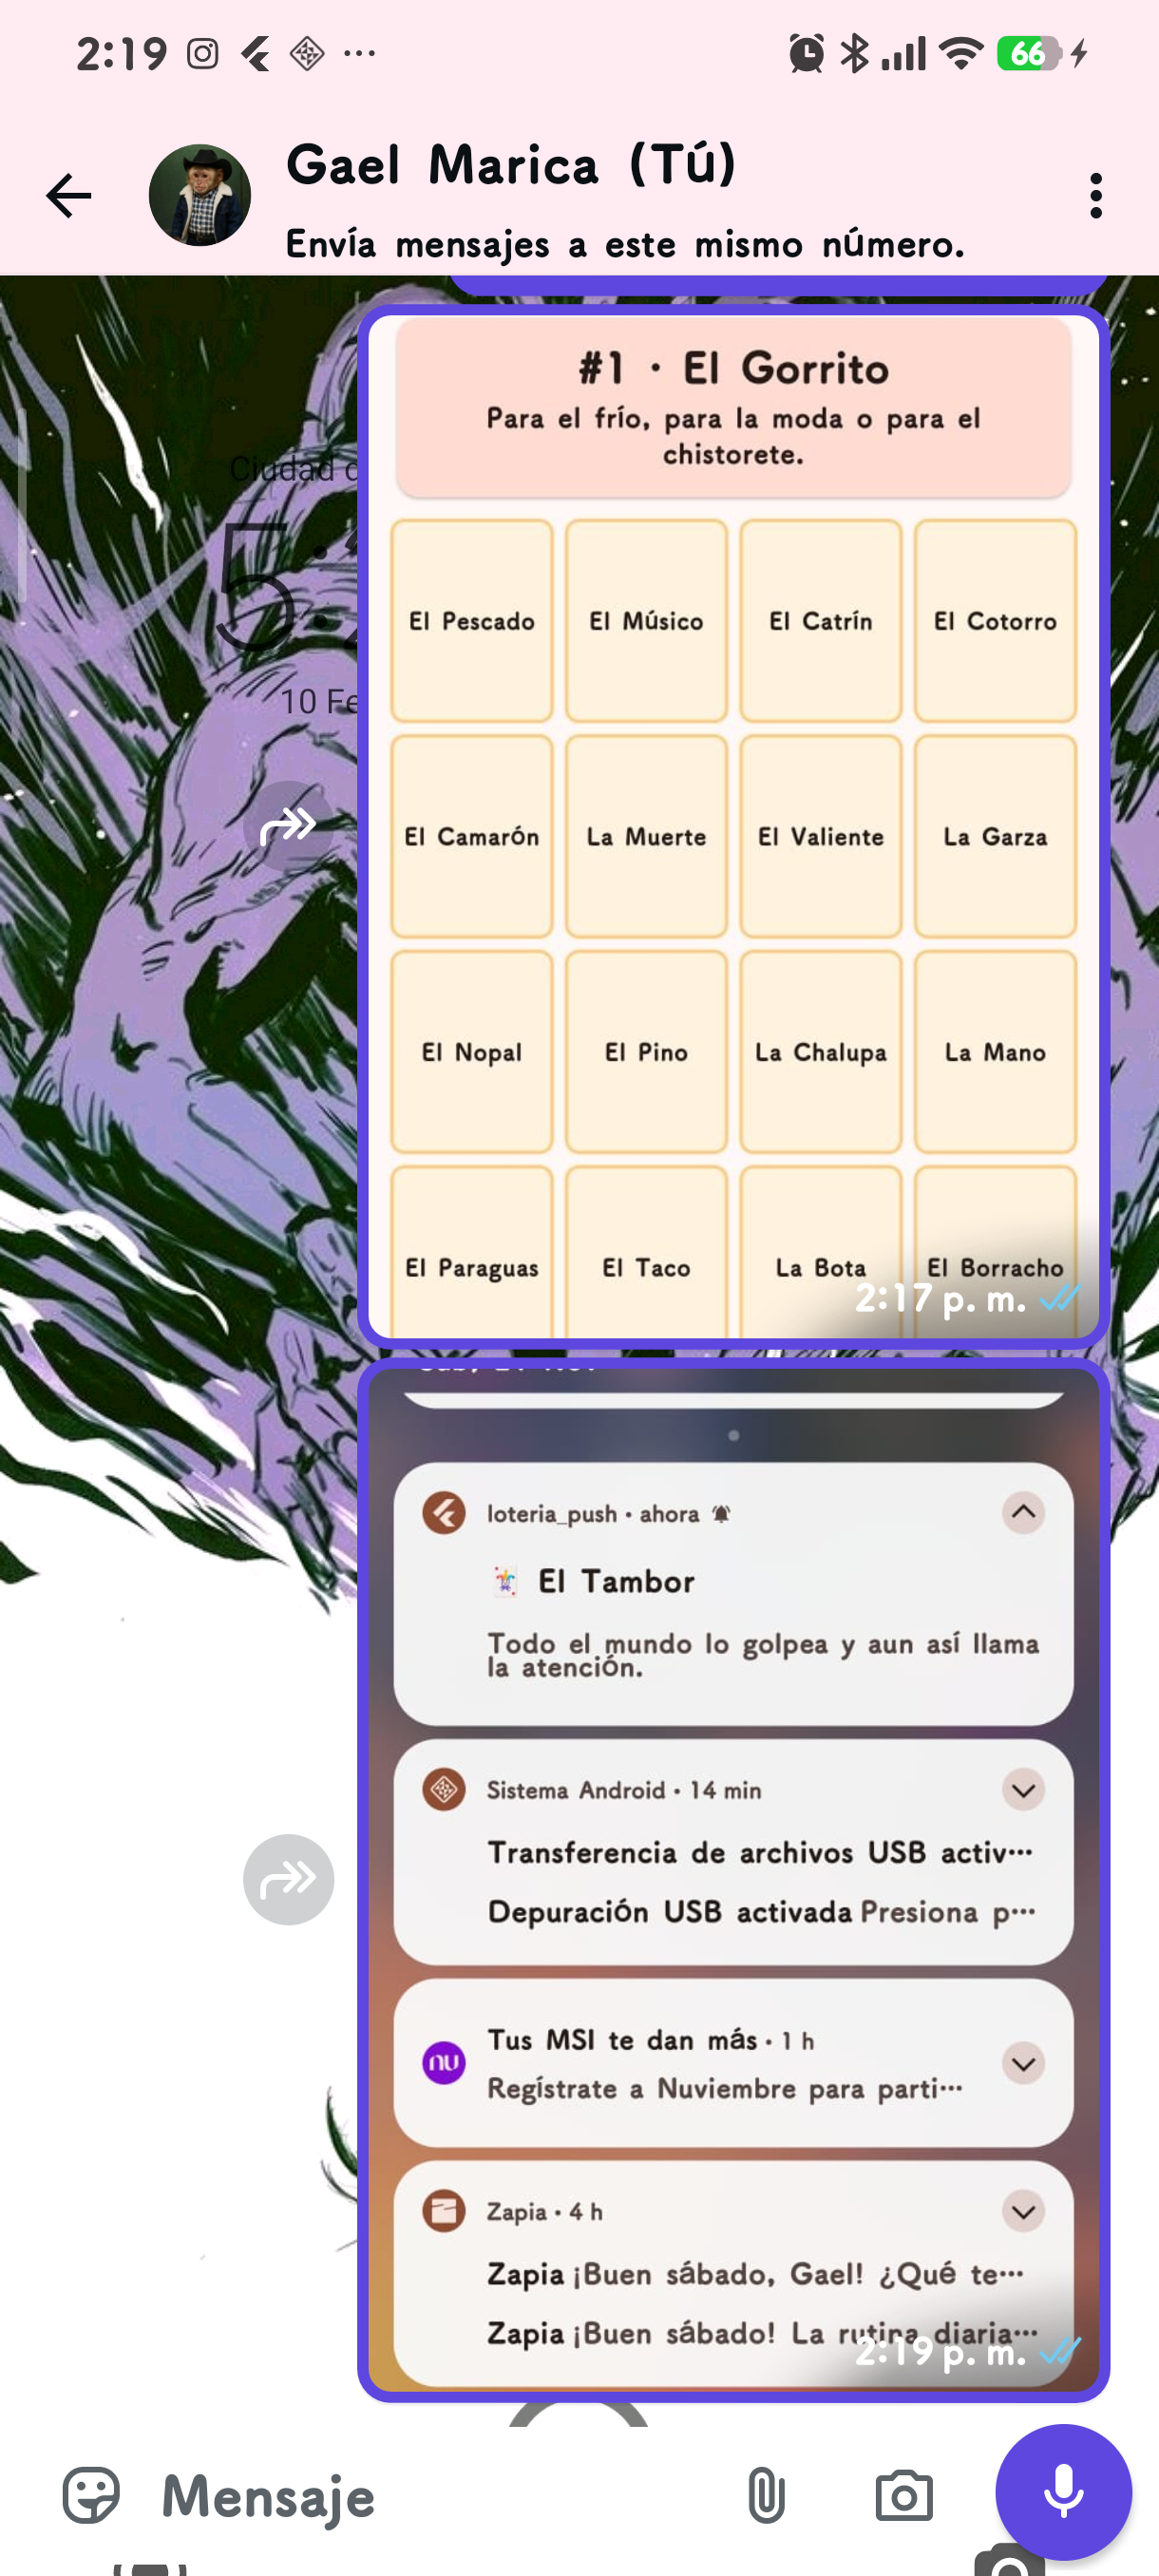 2:19
66
Gael Marica (Tú)
Envía mensajes a este mismo número.
#1 · El Gorrito
Para el frío, para la moda o para el
chistorete.
Ciudad
5:
10 Fe
El Pescado El Músico El Catrín El Cotorro
El Camarón La Muerte El Valiente La Garza
El Nopal El Pino La Chalupa La Mano
El Paraguas El Taco La Bota El Borracho
2:17 p. m.
loteria_push • ahora
🃏 El Tambor
Todo el mundo lo golpea y aun así llama
la atención.
Sistema Android • 14 min
Transferencia de archivos USB activ···
Depuración USB activada Presiona p···
nu
Tus MSI te dan más • 1 h
Regístrate a Nuviembre para parti···
Zapia • 4 h
Zapia ¡Buen sábado, Gael! ¿Qué te···
Zapia ¡Buen sábado! La rutina diaria···
2:19 p. m.
Mensaje